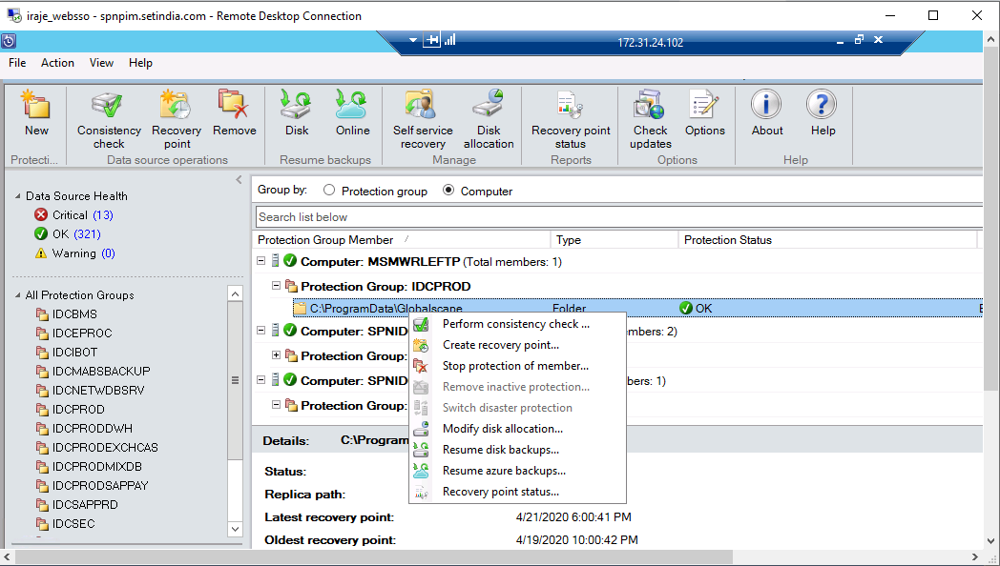 iraje_websso - spnpim.setindia.com - Remote Desktop Connection
172.31.24.102
File Action View Help
New Consistency check Recovery point Remove Disk Online Self service recovery Disk allocation Recovery point status Check updates Options About Help
Protecti... Data source operations Resume backups Manage Reports Options Help
Data Source Health
Critical (13)
OK (321)
Warning (0)
All Protection Groups
IDCBMS
IDCEPROC
IDCIBOT
IDCMABSBACKUP
IDCNETWDBSRV
IDCPROD
IDCPRODDWH
IDCPRODEXCHCAS
IDCPRODMIXDB
IDCPRODSAPPAY
IDCSAPPRD
IDCSEC
Group by: Protection group Computer
Search list below
Protection Group Member / Type Protection Status
Computer: MSMWRLEFTP (Total members: 1)
Protection Group: IDCPROD
C:\ProgramData\Globalscape Folder OK
Computer: SPNID mbers: 2)
Protection Group:
Computer: SPNID bers: 1)
Protection Group:
Perform consistency check ...
Create recovery point...
Stop protection of member...
Remove inactive protection...
Switch disaster protection
Modify disk allocation...
Resume disk backups...
Resume azure backups...
Recovery point status...
Details: C:\Program
Status:
Replica path:
Latest recovery point: 4/21/2020 6:00:41 PM
Oldest recovery point: 4/19/2020 10:00:42 PM